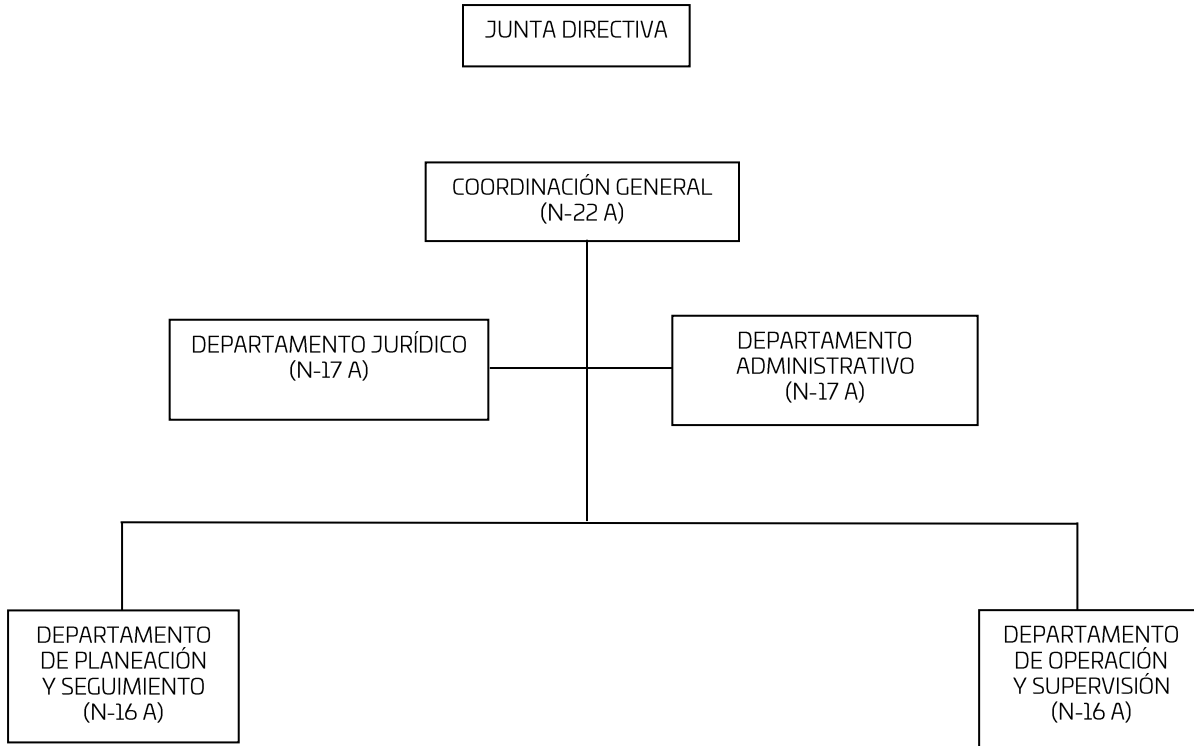 JUNTA DIRECTIVA
COORDINACIÓN GENERAL
(N-22 A)
DEPARTAMENTO JURÍDICO
(N-17 A)
DEPARTAMENTO
ADMINISTRATIVO
(N-17 A)
DEPARTAMENTO
DE PLANEACIÓN
Y SEGUIMIENTO
(N-16 A)
DEPARTAMENTO
DE OPERACIÓN
Y SUPERVISIÓN
(N-16 A)